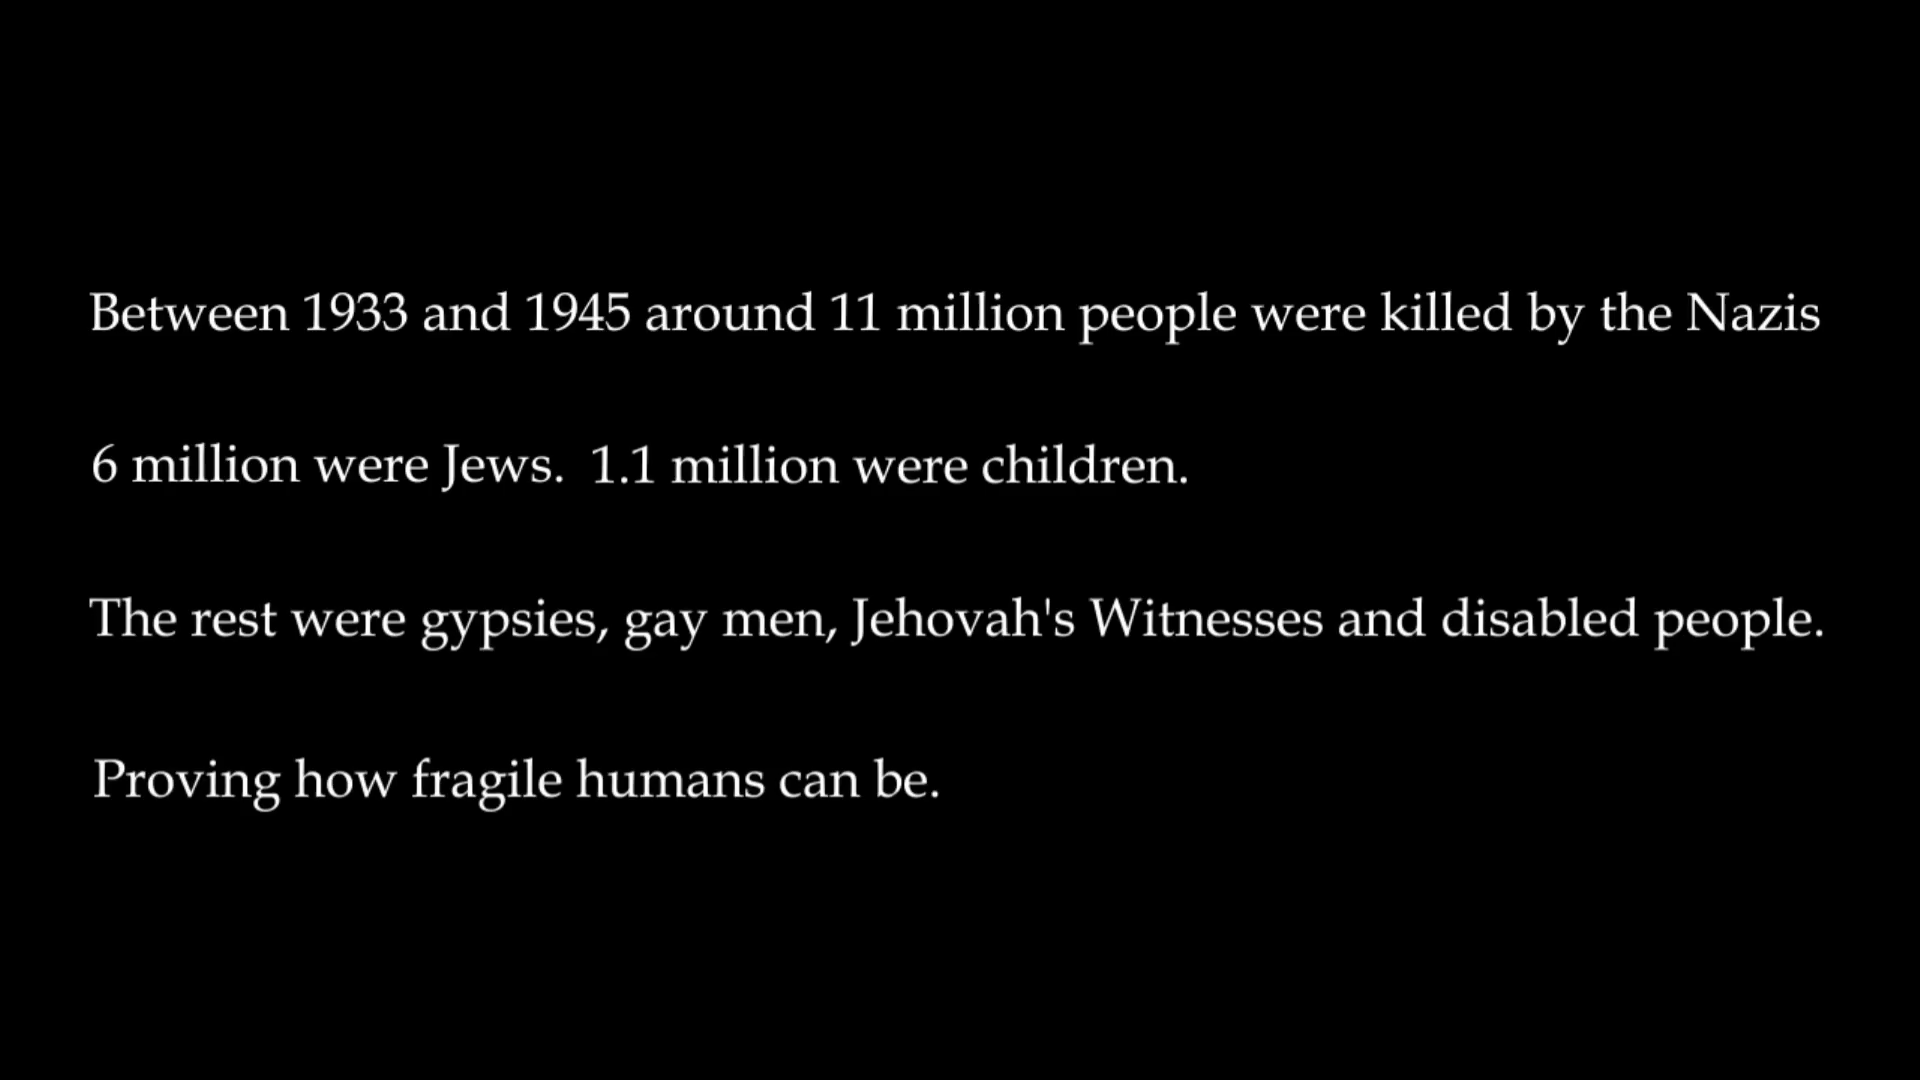 Between 1933 and 1945 around 11 million people were killed by the Nazis
6 million were Jews.  1.1 million were children.
The rest were gypsies, gay men, Jehovah's Witnesses and disabled people.
Proving how fragile humans can be.